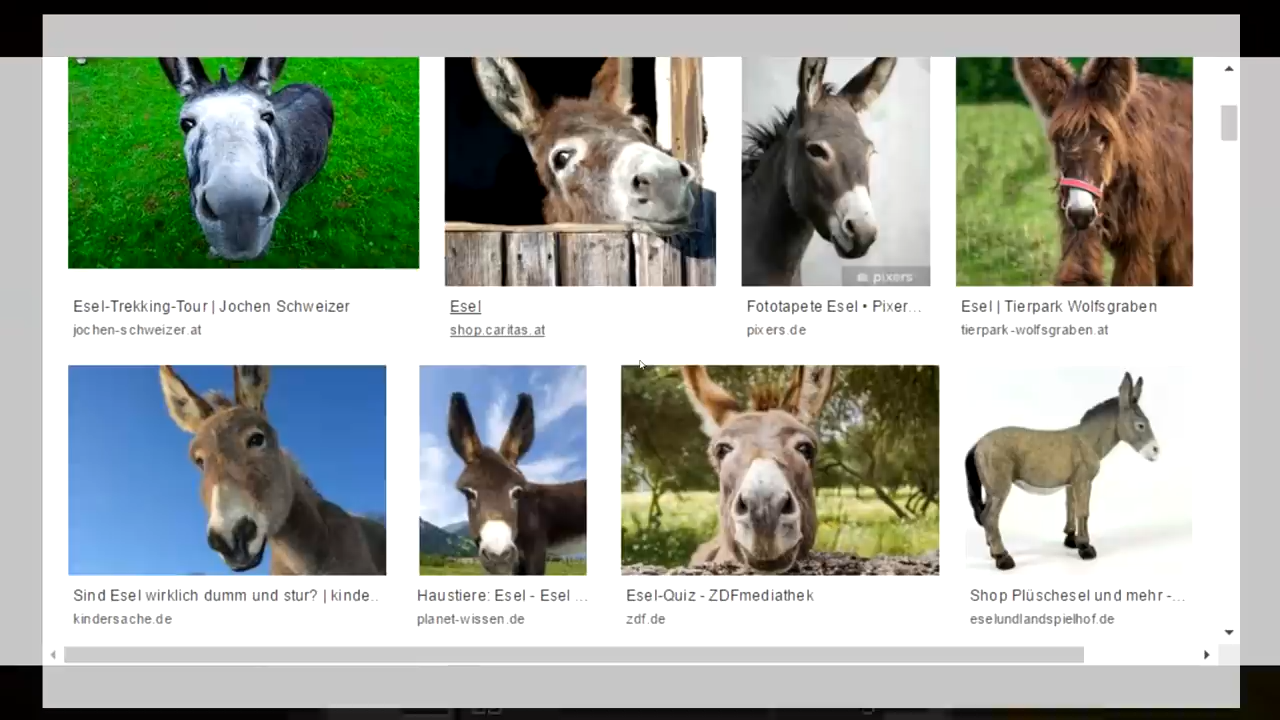 pixers
Esel-Trekking-Tour | Jochen Schweizer
jochen-schweizer.at
Esel
shop.caritas.at
Fototapete Esel • Pixer...
pixers.de
Esel | Tierpark Wolfsgraben
tierpark-wolfsgraben.at
Sind Esel wirklich dumm und stur? | kinde...
kindersache.de
Haustiere: Esel - Esel ...
planet-wissen.de
Esel-Quiz - ZDFmediathek
zdf.de
Shop Plüschesel und mehr -...
eselundlandspielhof.de